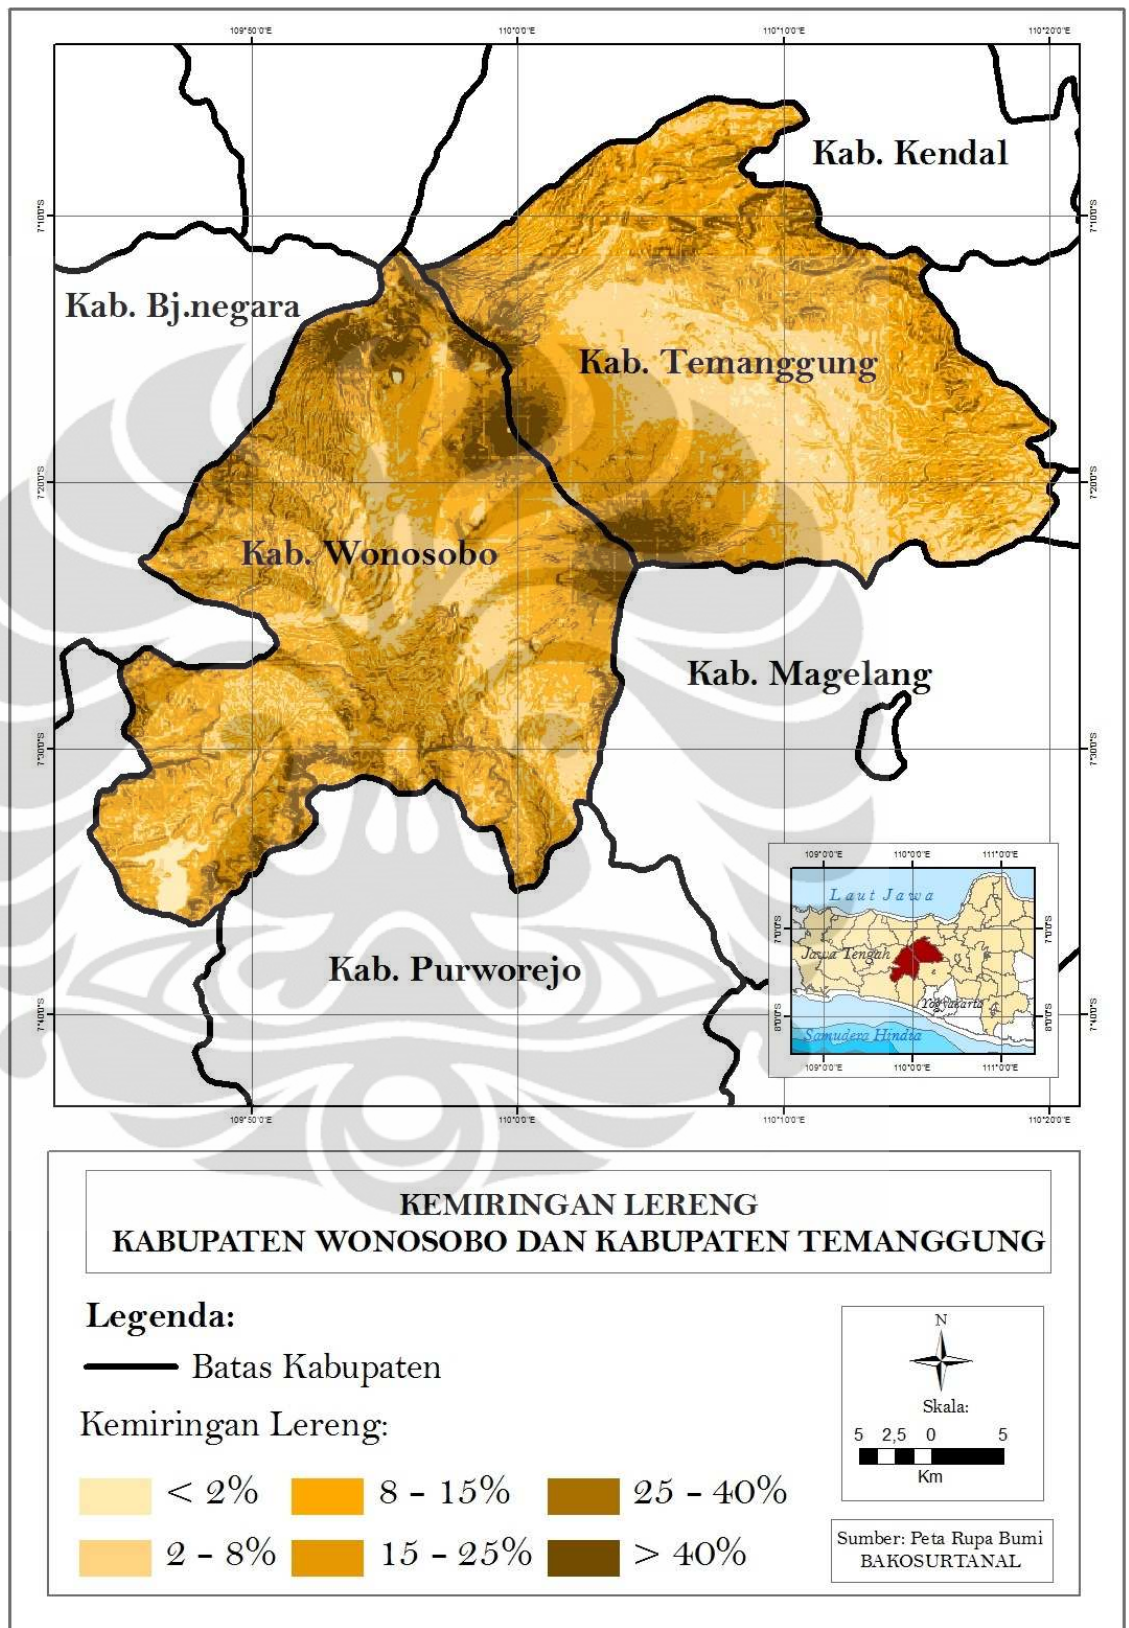 109°50'0"E 110°0'0"E 110°10'0"E 110°20'0"E
Kab. Kendal
7°10'0"S 7°10'0"S
Kab. Bj.negara
Kab. Temanggung
7°20'0"S 7°20'0"S
Kab. Wonosobo
Kab. Magelang
7°30'0"S 7°30'0"S
109°0'0"E 110°0'0"E 111°0'0"E
Laut Jawa
7°0'0"S 7°0'0"S
Jawa Tengah
Kab. Purworejo
Yogyakarta
7°40'0"S 8°0'0"S 8°0'0"S 7°40'0"S
Samudera Hindia
109°0'0"E 110°0'0"E 111°0'0"E
109°50'0"E 110°0'0"E 110°10'0"E 110°20'0"E
KEMIRINGAN LERENG
KABUPATEN WONOSOBO DAN KABUPATEN TEMANGGUNG
Legenda:
Batas Kabupaten
Kemiringan Lereng:
< 2% 8 - 15% 25 - 40%
2 - 8% 15 - 25% > 40%
N
Skala:
5 2,5 0 5
Km
Sumber: Peta Rupa Bumi
BAKOSURTANAL